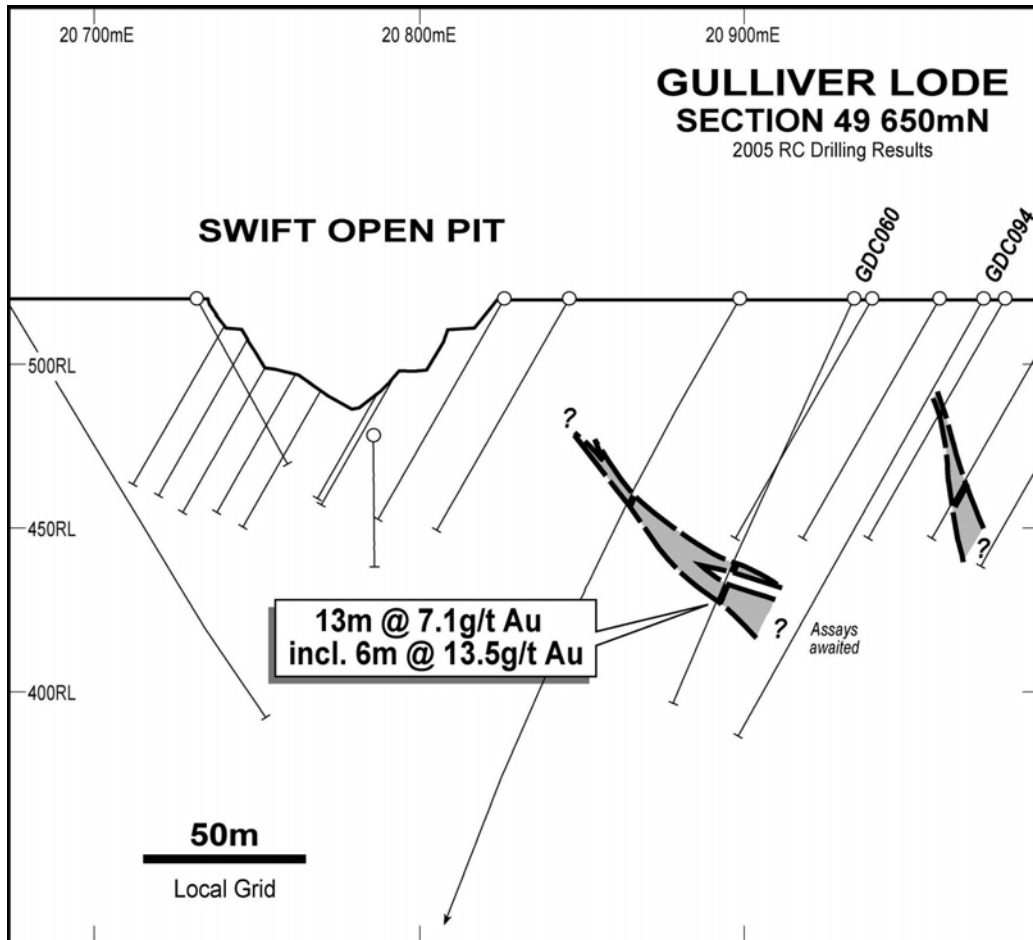 20 700mE
20 800mE
20 900mE
GULLIVER LODE
SECTION 49 650mN
2005 RC Drilling Results
SWIFT OPEN PIT
GDC060
GDC094
500RL
?
450RL
?
13m @ 7.1g/t Au
incl. 6m @ 13.5g/t Au
?
Assays
awaited
400RL
50m
Local Grid